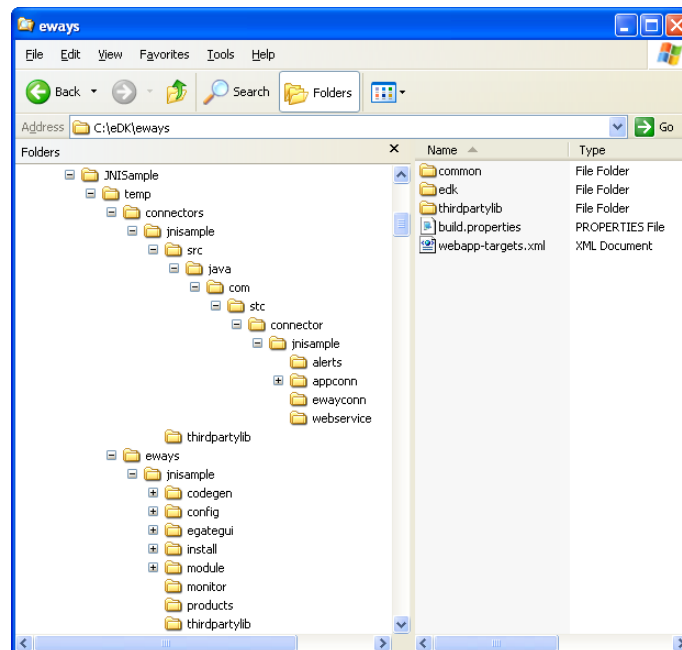 eways
File Edit View Favorites Tools Help
Back Search Folders
Address C:\eDK\eways Go
Folders
JNISample
temp
connectors
jnisample
src
java
com
stc
connector
jnisample
alerts
appconn
ewayconn
webservice
thirdpartylib
eways
jnisample
codegen
config
egategui
install
module
monitor
products
thirdpartylib
Name Type
common File Folder
edk File Folder
thirdpartylib File Folder
build.properties PROPERTIES File
webapp-targets.xml XML Document